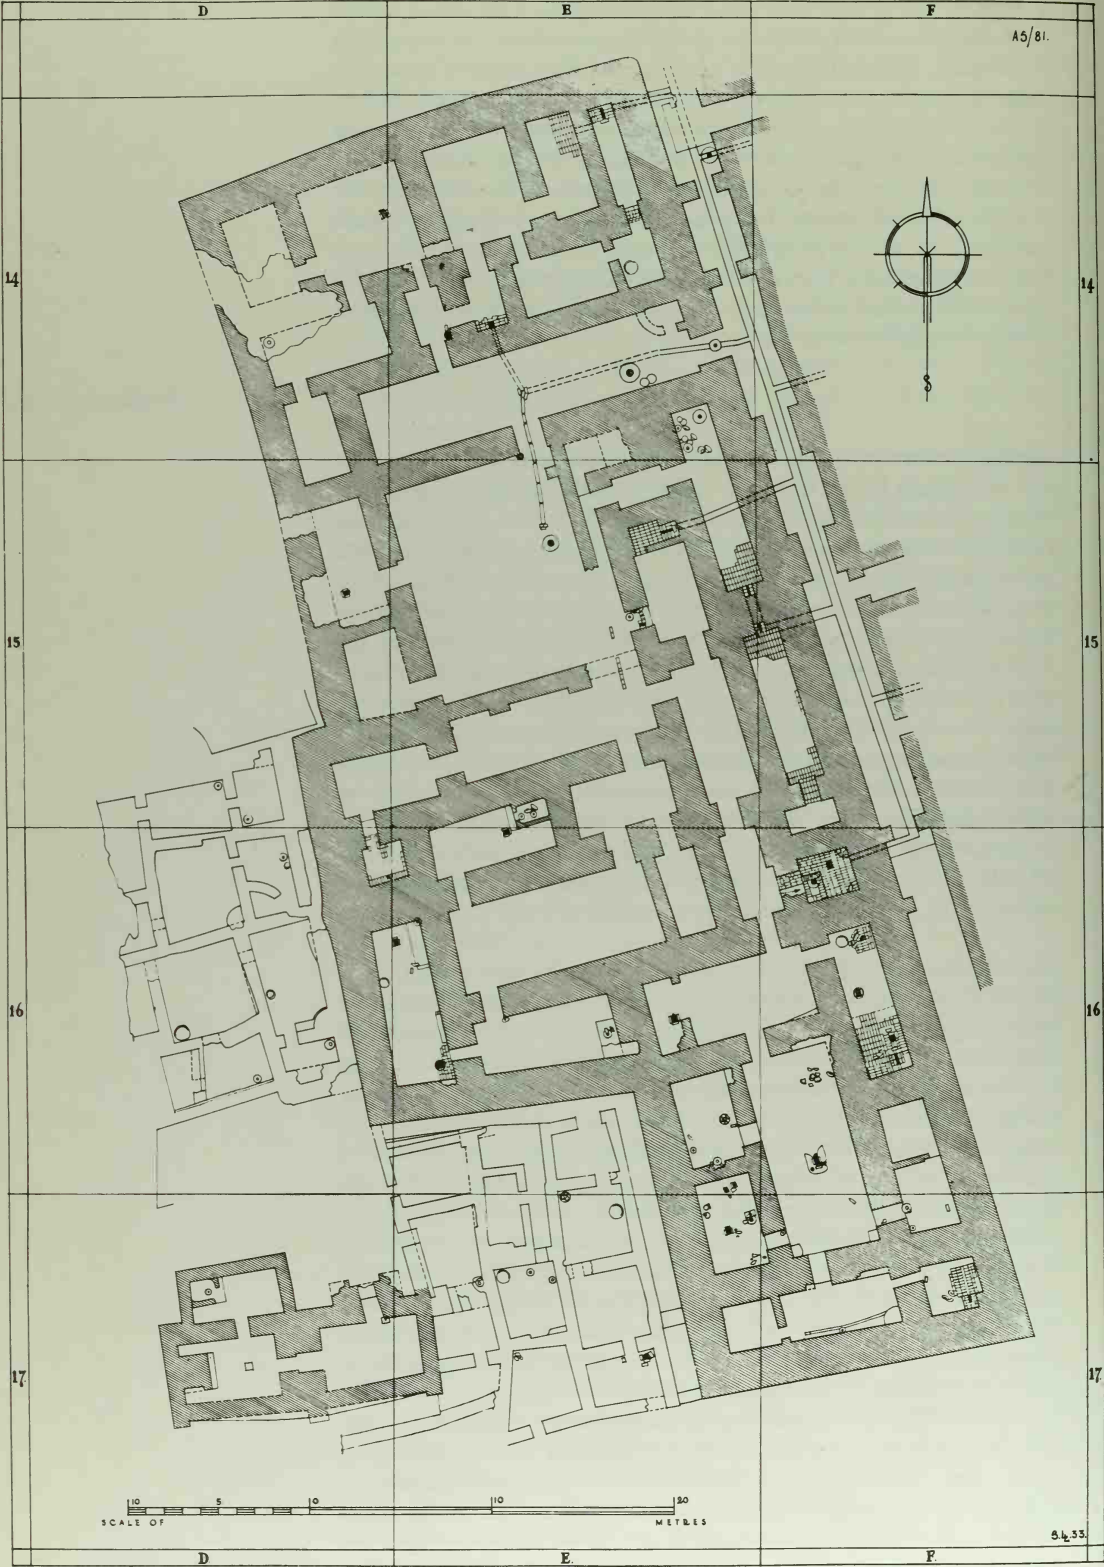 D E F
A5/81.
14 14
S
15 15
16 16
17 17
10 5 0 10 20
SCALE OF METRES
5.4.33.
D E. F.